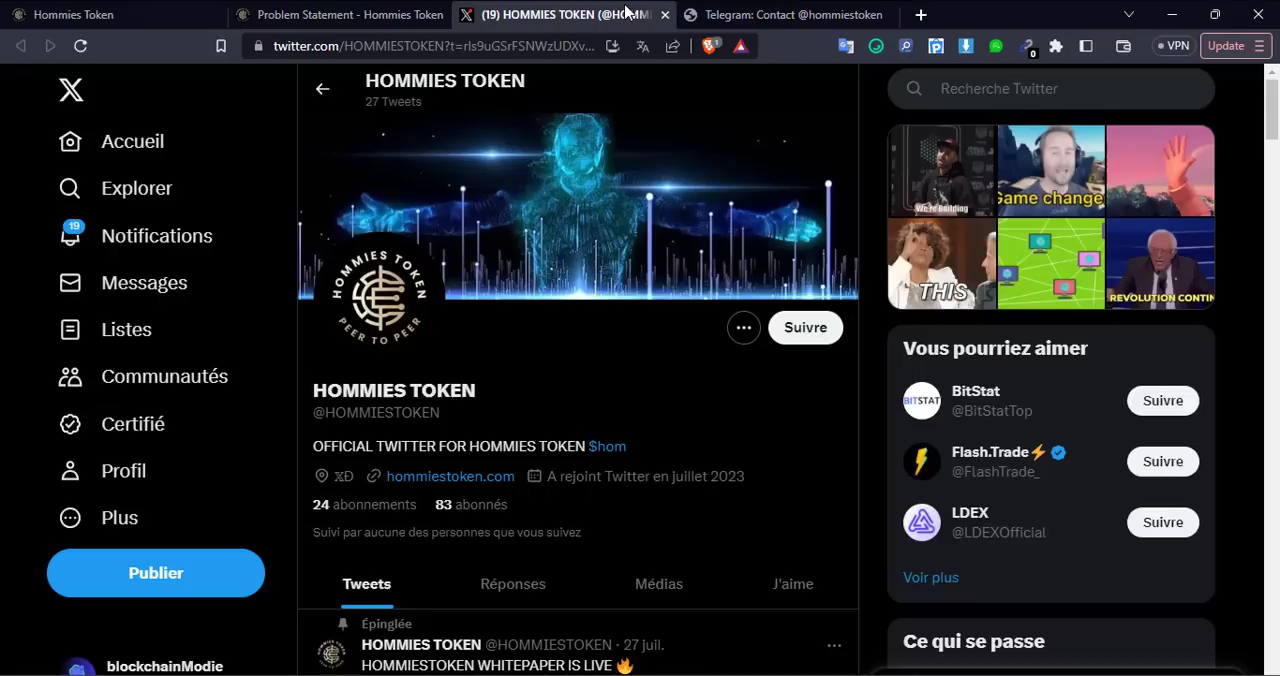 Hommies Token
Problem Statement - Hommies Token
(19) HOMMIES TOKEN (@HOMMI
Telegram: Contact @hommiestoken
twitter.com/HOMMIESTOKEN?t=rls9uGSrFSNWzUDXv...
1
0
VPN
Update
HOMMIES TOKEN
27 Tweets
Recherche Twitter
Accueil
Explorer
19
Notifications
Messages
Listes
Communautés
Certifié
Profil
Plus
Publier
blockchainModie
HOMMIES TOKEN
PEER TO PEER
Suivre
HOMMIES TOKEN
@HOMMIESTOKEN
OFFICIAL TWITTER FOR HOMMIES TOKEN $hom
hommiestoken.com
A rejoint Twitter en juillet 2023
24 abonnements 83 abonnés
Suivi par aucune des personnes que vous suivez
Tweets Réponses Médias J'aime
Épinglée
HOMMIES TOKEN @HOMMIESTOKEN · 27 juil.
HOMMIESTOKEN WHITEPAPER IS LIVE 🔥
We're Building
Game change
THIS
REVOLUTION CONTIN
Vous pourriez aimer
BITSTAT
BitStat
@BitStatTop
Suivre
Flash.Trade⚡
@FlashTrade_
Suivre
LDEX
@LDEXOfficial
Suivre
Voir plus
Ce qui se passe